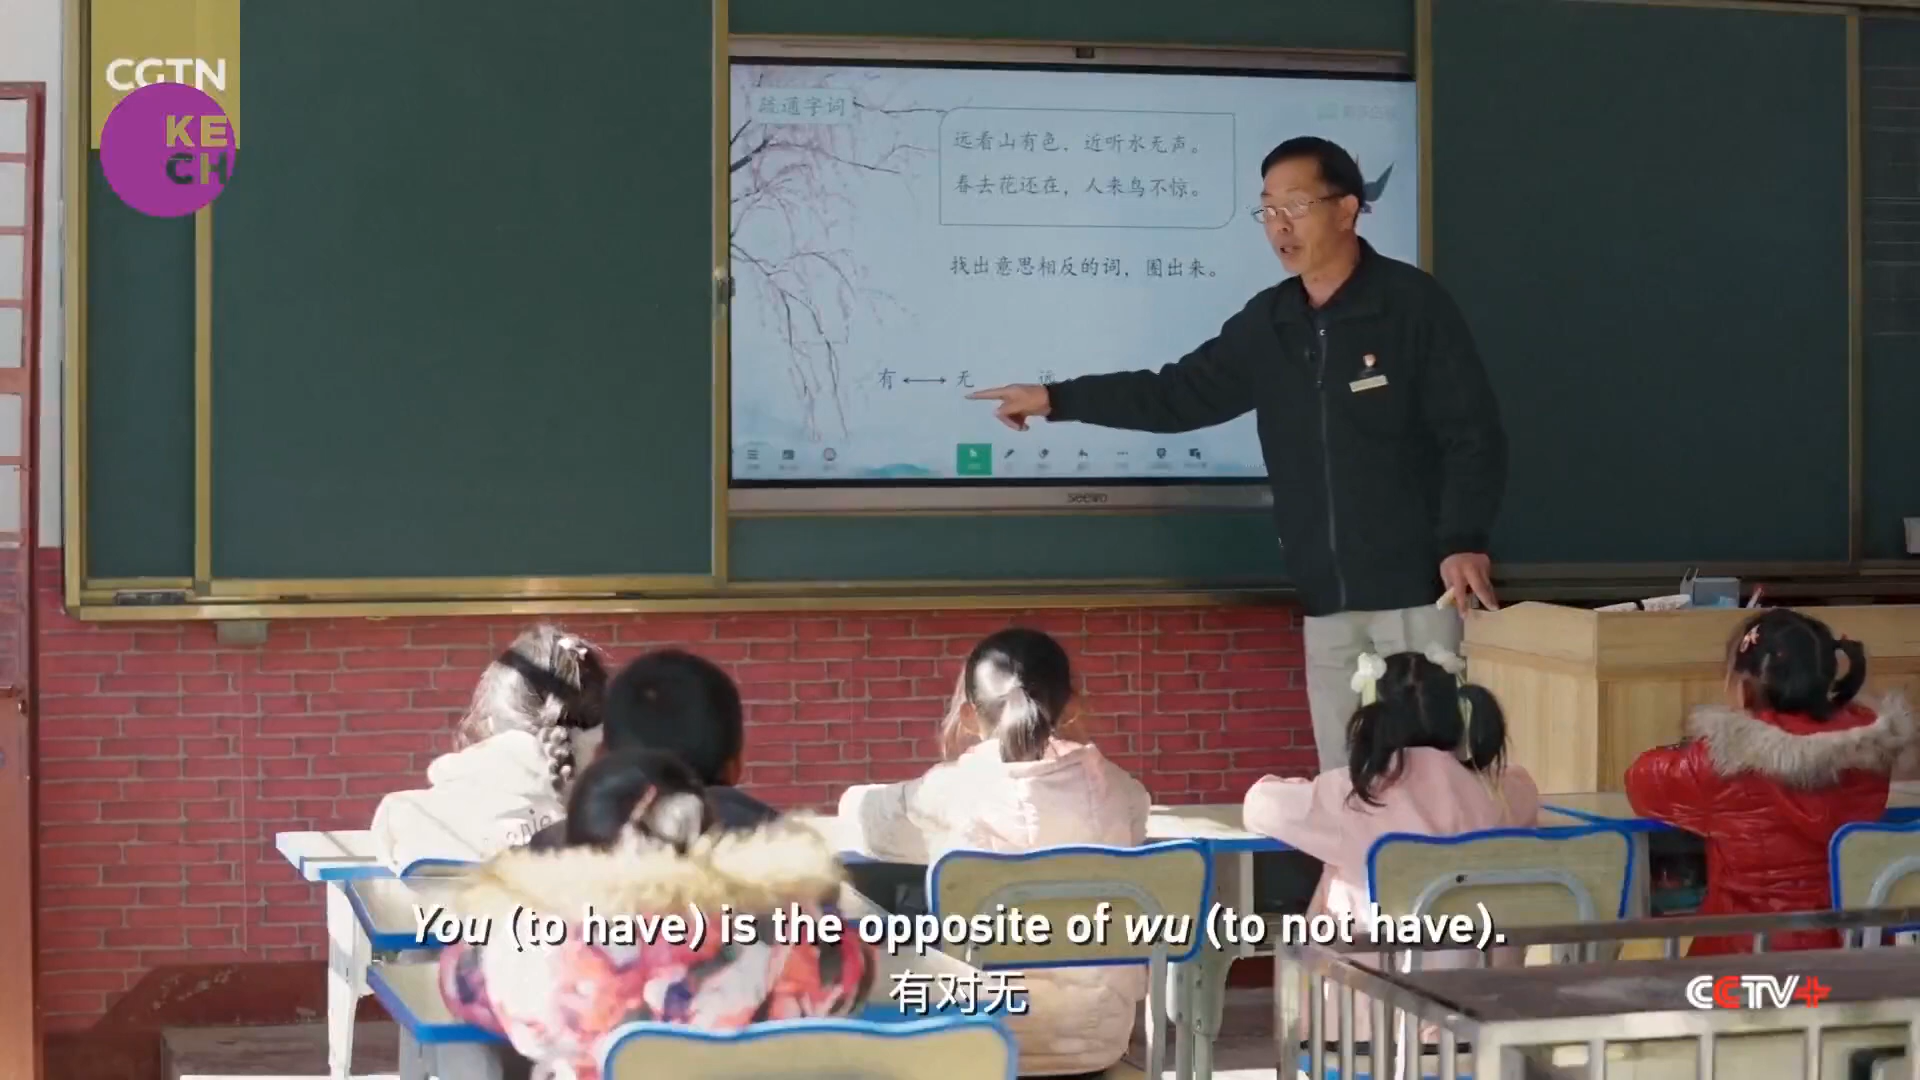 CGTN
KE
CH
疏通字词
远看山有色，近听水无声。
春去花还在，人来鸟不惊。
找出意思相反的词，圈出来。
有 ←→ 无 远
seewo
You (to have) is the opposite of wu (to not have).
有对无
CCTV+